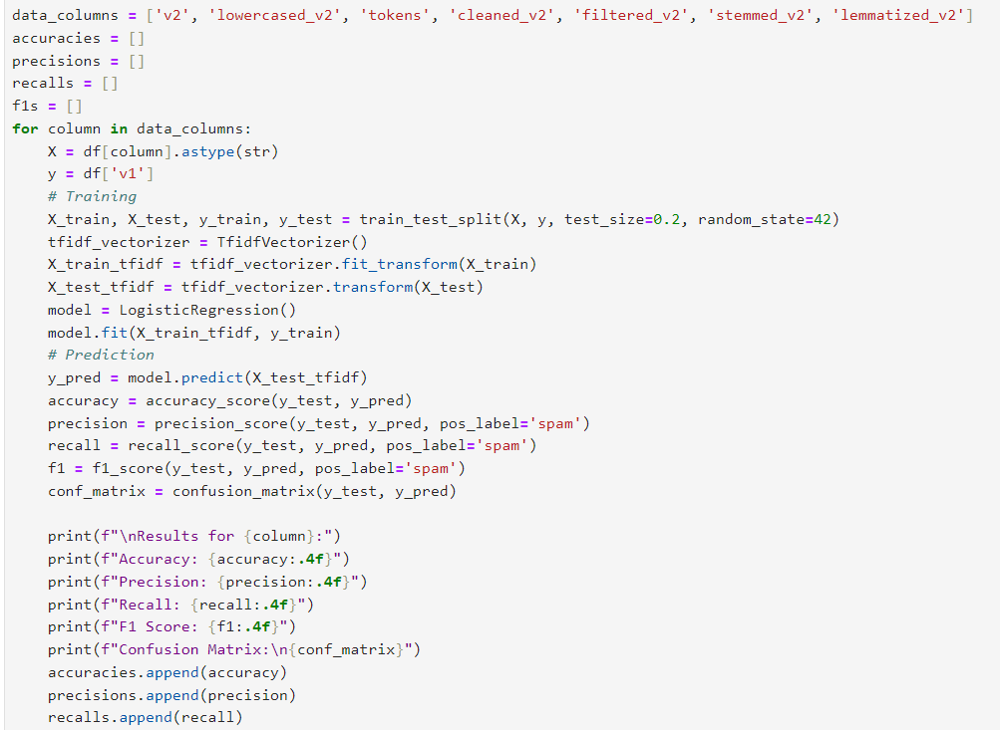 data_columns = ['v2', 'lowercased_v2', 'tokens', 'cleaned_v2', 'filtered_v2', 'stemmed_v2', 'lemmatized_v2']
accuracies = []
precisions = []
recalls = []
f1s = []
for column in data_columns:
    X = df[column].astype(str)
    y = df['v1']
    # Training
    X_train, X_test, y_train, y_test = train_test_split(X, y, test_size=0.2, random_state=42)
    tfidf_vectorizer = TfidfVectorizer()
    X_train_tfidf = tfidf_vectorizer.fit_transform(X_train)
    X_test_tfidf = tfidf_vectorizer.transform(X_test)
    model = LogisticRegression()
    model.fit(X_train_tfidf, y_train)
    # Prediction
    y_pred = model.predict(X_test_tfidf)
    accuracy = accuracy_score(y_test, y_pred)
    precision = precision_score(y_test, y_pred, pos_label='spam')
    recall = recall_score(y_test, y_pred, pos_label='spam')
    f1 = f1_score(y_test, y_pred, pos_label='spam')
    conf_matrix = confusion_matrix(y_test, y_pred)

    print(f"\nResults for {column}:")
    print(f"Accuracy: {accuracy:.4f}")
    print(f"Precision: {precision:.4f}")
    print(f"Recall: {recall:.4f}")
    print(f"F1 Score: {f1:.4f}")
    print(f"Confusion Matrix:\n{conf_matrix}")
    accuracies.append(accuracy)
    precisions.append(precision)
    recalls.append(recall)